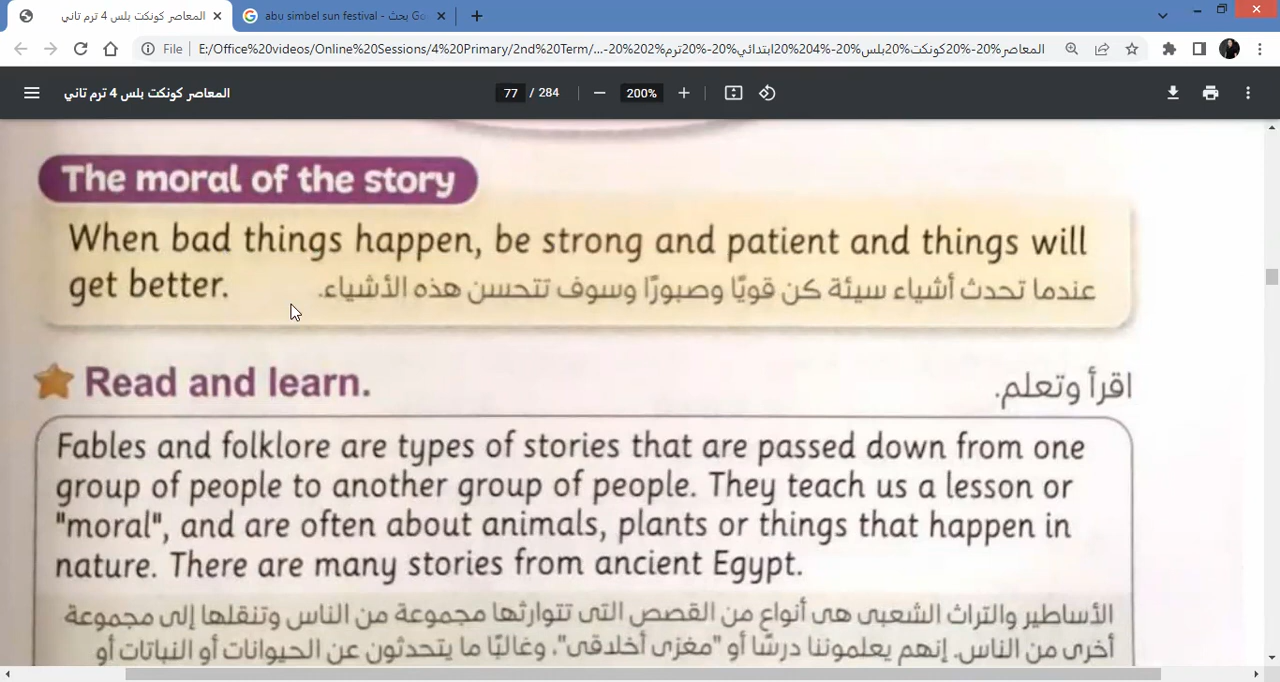 المعاصر كونكت بلس 4 ترم تاني
abu simbel sun festival - بحث Go
File
E:/Office%20videos/Online%20Sessions/4%20Primary/2nd%20Term/...المعاصر%20-%20كونكت%20بلس%20-%204%20ابتدائي%20-%20ترم%202%20-
المعاصر كونكت بلس 4 ترم تاني
77 / 284
200%
The moral of the story
When bad things happen, be strong and patient and things will
get better.
عندما تحدث أشياء سيئة كن قويًا وصبورًا وسوف تتحسن هذه الأشياء.
Read and learn.
اقرأ وتعلم.
Fables and folklore are types of stories that are passed down from one
group of people to another group of people. They teach us a lesson or
"moral", and are often about animals, plants or things that happen in
nature. There are many stories from ancient Egypt.
الأساطير والتراث الشعبى هى أنواع من القصص التى تتوارثها مجموعة من الناس وتنقلها إلى مجموعة
أخرى من الناس. إنهم يعلموننا درسًا أو "مغزى أخلاقى"، وغالبًا ما يتحدثون عن الحيوانات أو النباتات أو